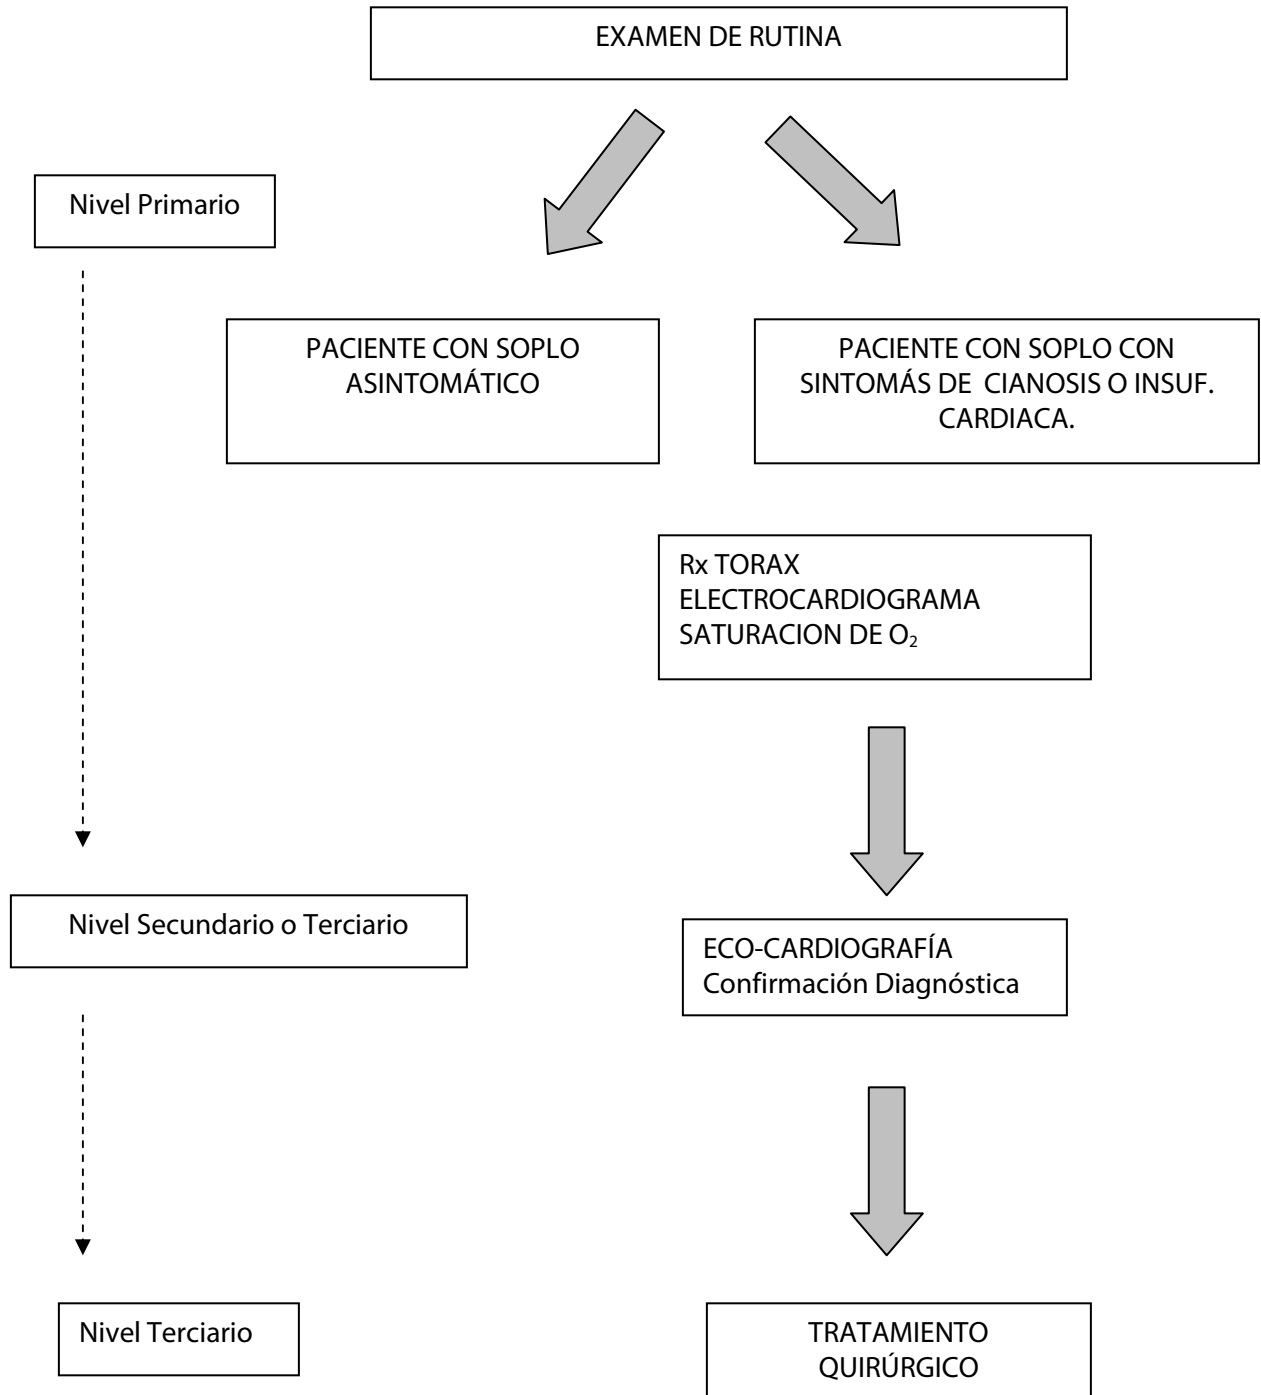 EXAMEN DE RUTINA
Nivel Primario
PACIENTE CON SOPLO
ASINTOMÁTICO
PACIENTE CON SOPLO CON
SINTOMÁS DE CIANOSIS O INSUF.
CARDIACA.
Rx TORAX
ELECTROCARDIOGRAMA
SATURACION DE O₂
Nivel Secundario o Terciario
ECO-CARDIOGRAFÍA
Confirmación Diagnóstica
Nivel Terciario
TRATAMIENTO
QUIRÚRGICO